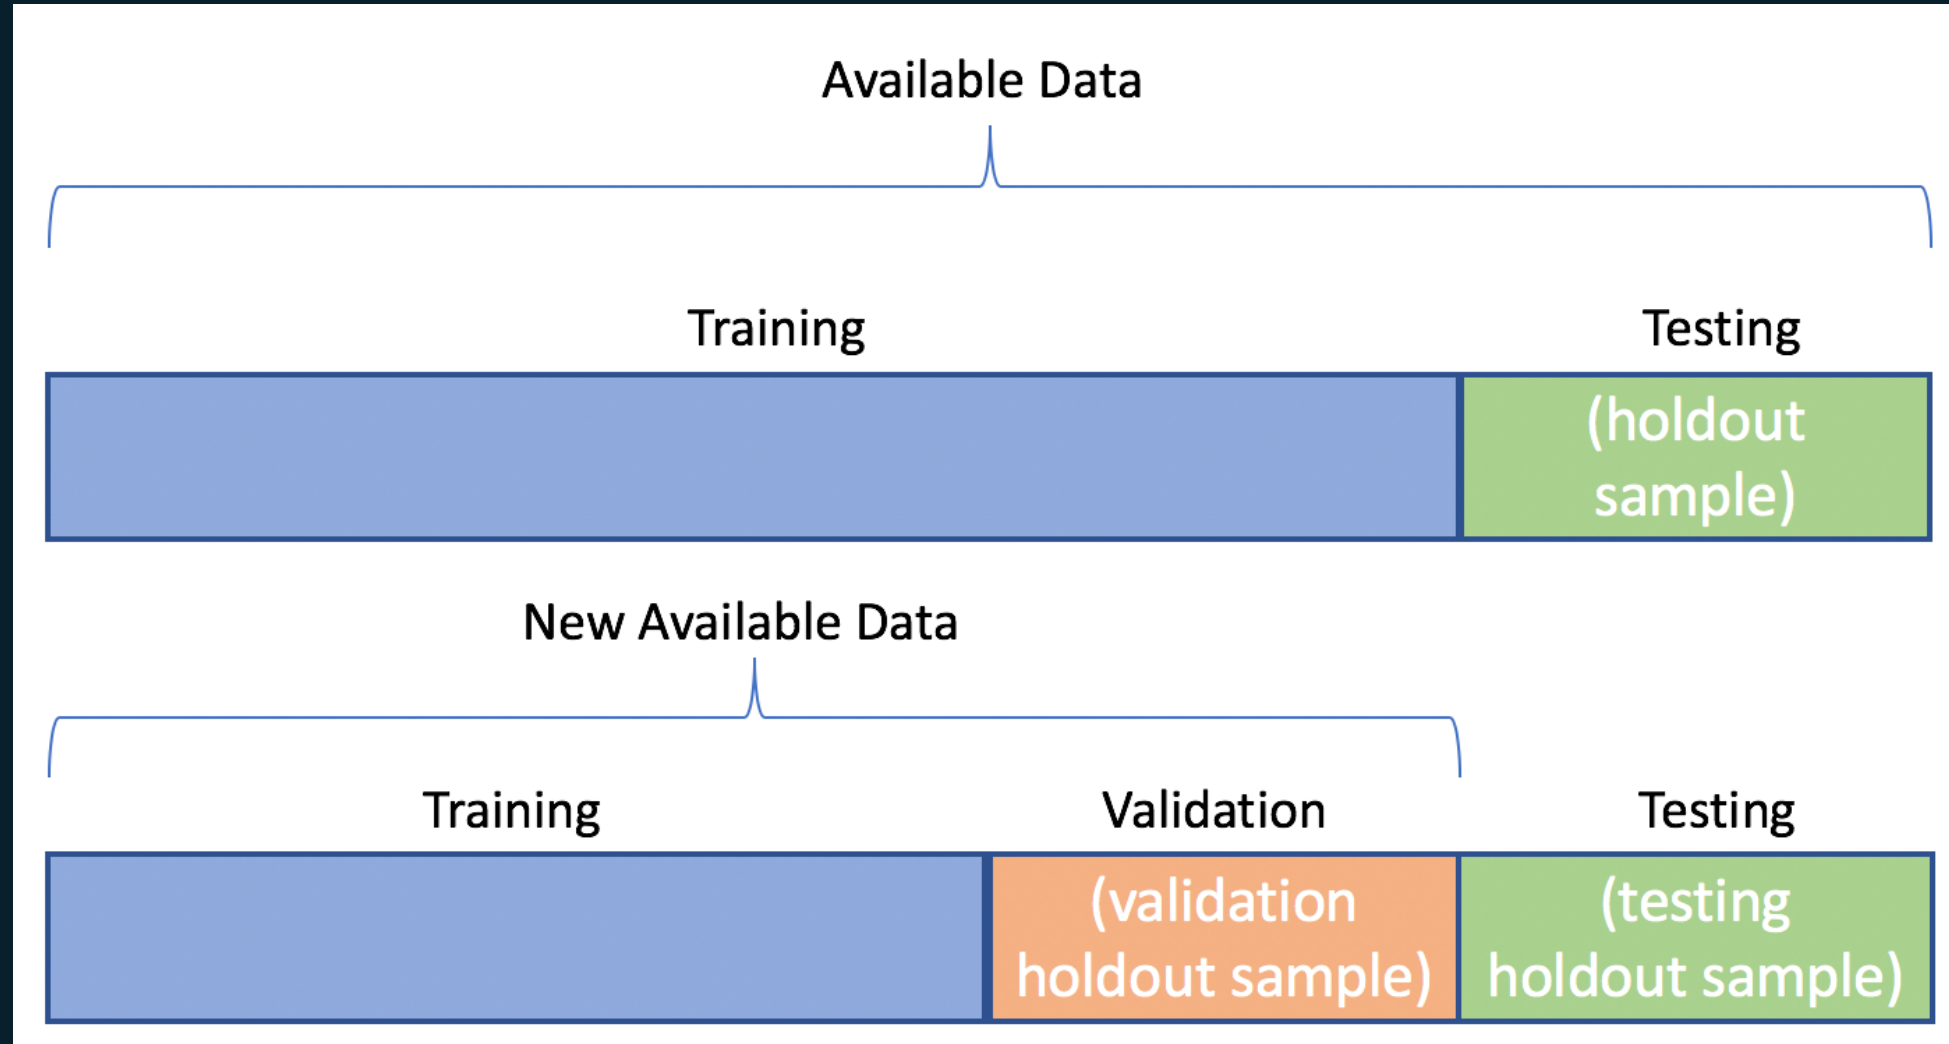 Available Data
Training
Testing
(holdout
sample)
New Available Data
Training
Validation
Testing
(validation
holdout sample)
(testing
holdout sample)